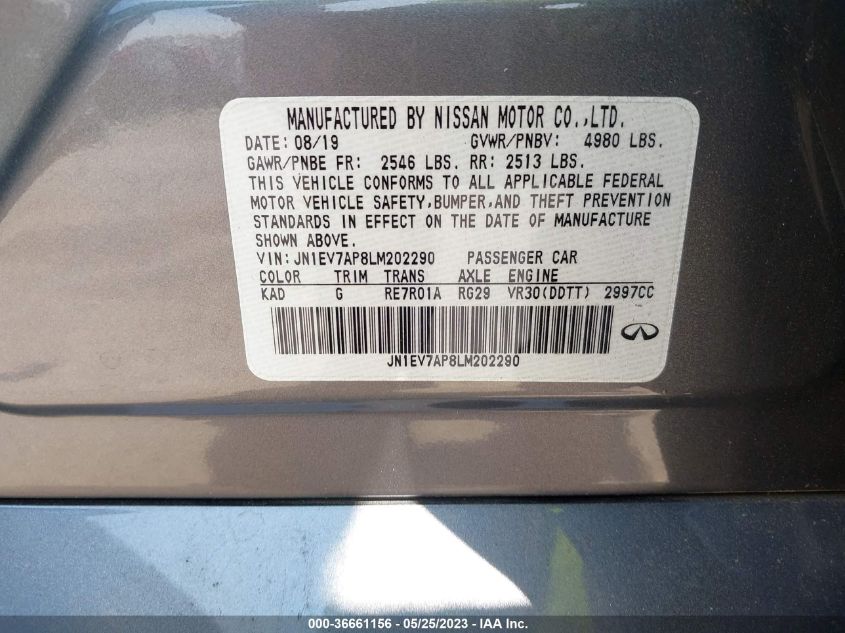 MANUFACTURED BY NISSAN MOTOR CO.,LTD.
DATE: 08/19 GVWR/PNBV: 4980 LBS.
GAWR/PNBE FR: 2546 LBS. RR: 2513 LBS.
THIS VEHICLE CONFORMS TO ALL APPLICABLE FEDERAL
MOTOR VEHICLE SAFETY, BUMPER, AND THEFT PREVENTION
STANDARDS IN EFFECT ON THE DATE OF MANUFACTURE
SHOWN ABOVE.
VIN: JN1EV7AP8LM202290 PASSENGER CAR
COLOR TRIM TRANS AXLE ENGINE
KAD G RE7R01A RG29 VR30(DDTT) 2997CC
JN1EV7AP8LM202290
000-36661156 - 05/25/2023 - IAA Inc.